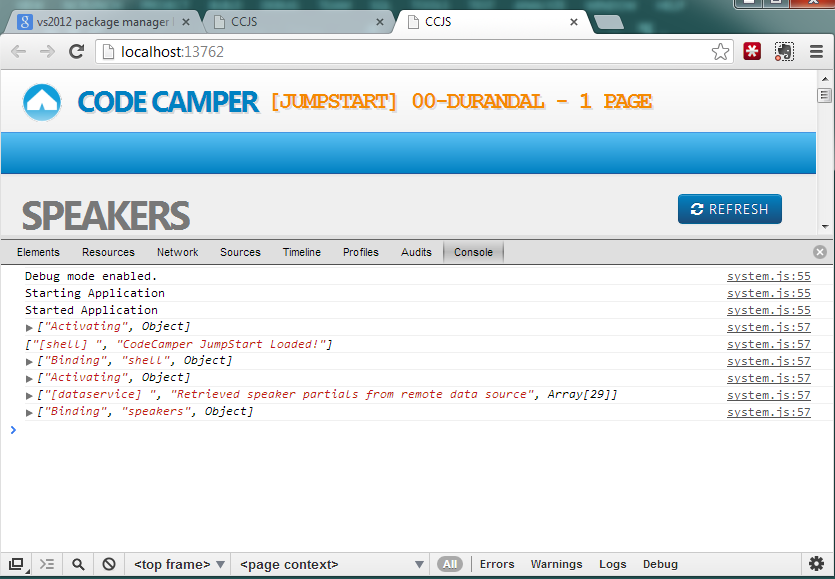 vs2012 package manager
CCJS
CCJS
localhost:13762
CODE CAMPER [JUMPSTART] 00-DURANDAL - 1 PAGE
SPEAKERS
REFRESH
Elements Resources Network Sources Timeline Profiles Audits Console
Debug mode enabled. system.js:55
Starting Application system.js:55
Started Application system.js:55
["Activating", Object] system.js:57
["[shell] ", "CodeCamper JumpStart Loaded!"] system.js:57
["Binding", "shell", Object] system.js:57
["Activating", Object] system.js:57
["[dataservice] ", "Retrieved speaker partials from remote data source", Array[29]] system.js:57
["Binding", "speakers", Object] system.js:57
<top frame> <page context> All Errors Warnings Logs Debug